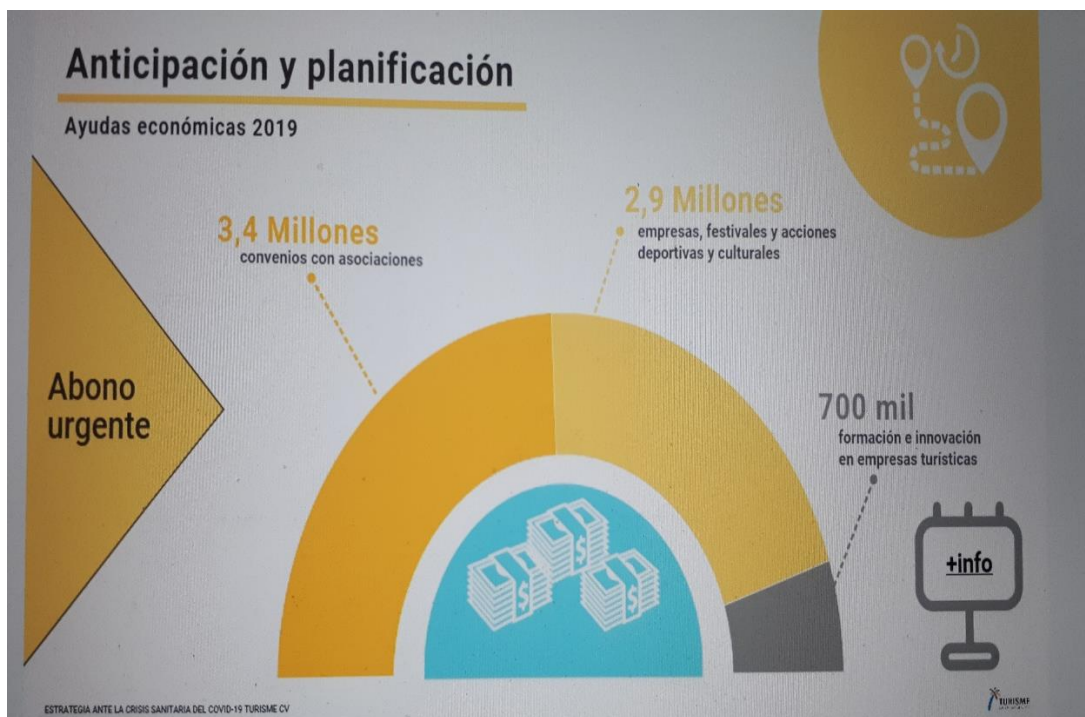 Anticipación y planificación
Ayudas económicas 2019
2,9 Millones
empresas, festivales y acciones
deportivas y culturales
3,4 Millones
convenios con asociaciones
Abono
urgente
700 mil
formación e innovación
en empresas turísticas
+info
ESTRATEGIA ANTE LA CRISIS SANITARIA DEL COVID-19 TURISME CV
TURISME